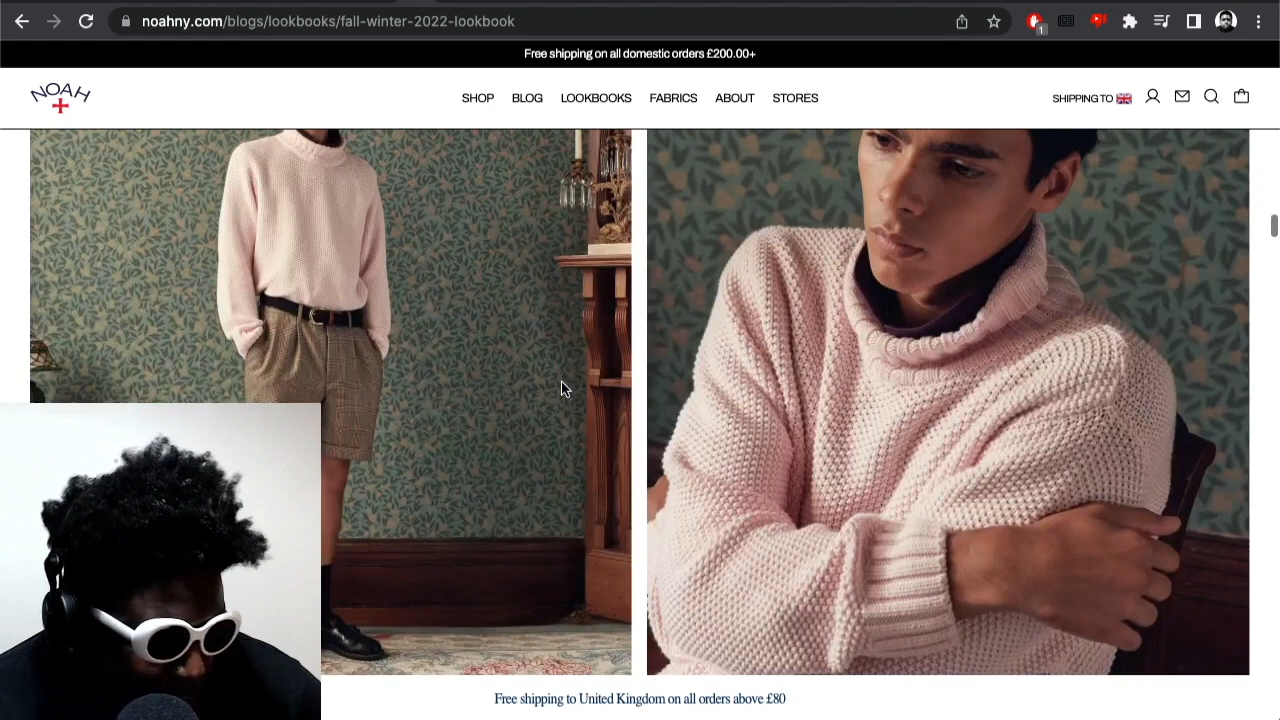 noahny.com/blogs/lookbooks/fall-winter-2022-lookbook
1
Free shipping on all domestic orders £200.00+
NOAH
SHOP BLOG LOOKBOOKS FABRICS ABOUT STORES
SHIPPING TO
Free shipping to United Kingdom on all orders above £80